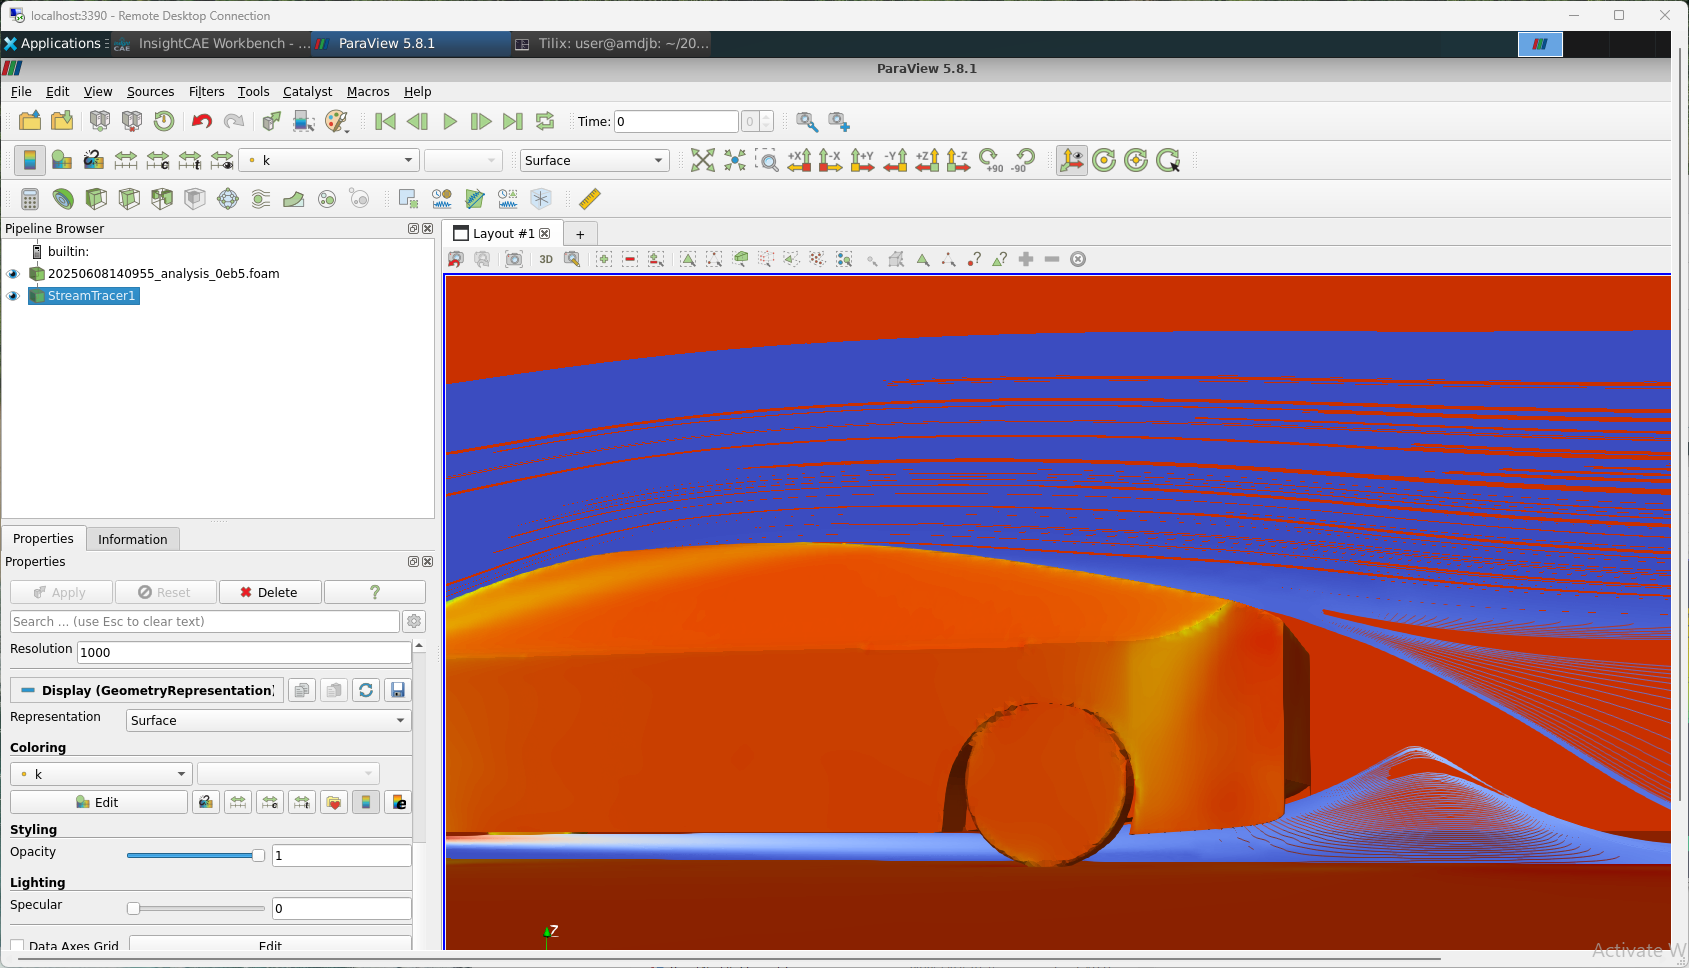 localhost:3390 - Remote Desktop Connection
Applications
InsightCAE Workbench - ...
ParaView 5.8.1
Tilix: user@amdjb: ~/20...
ParaView 5.8.1
File Edit View Sources Filters Tools Catalyst Macros Help
Time: 0 0
k Surface +X -X +Y -Y +Z -Z +90 -90
Pipeline Browser
Layout #1 +
builtin:
3D
20250608140955_analysis_0eb5.foam
StreamTracer1
Properties Information
Properties
Apply Reset Delete ?
Search ... (use Esc to clear text)
Resolution 1000
Display (GeometryRepresentation)
Representation Surface
Coloring
k
Edit
Styling
Opacity 1
Lighting
Specular 0
Data Axes Grid Edit
Z
Activate W